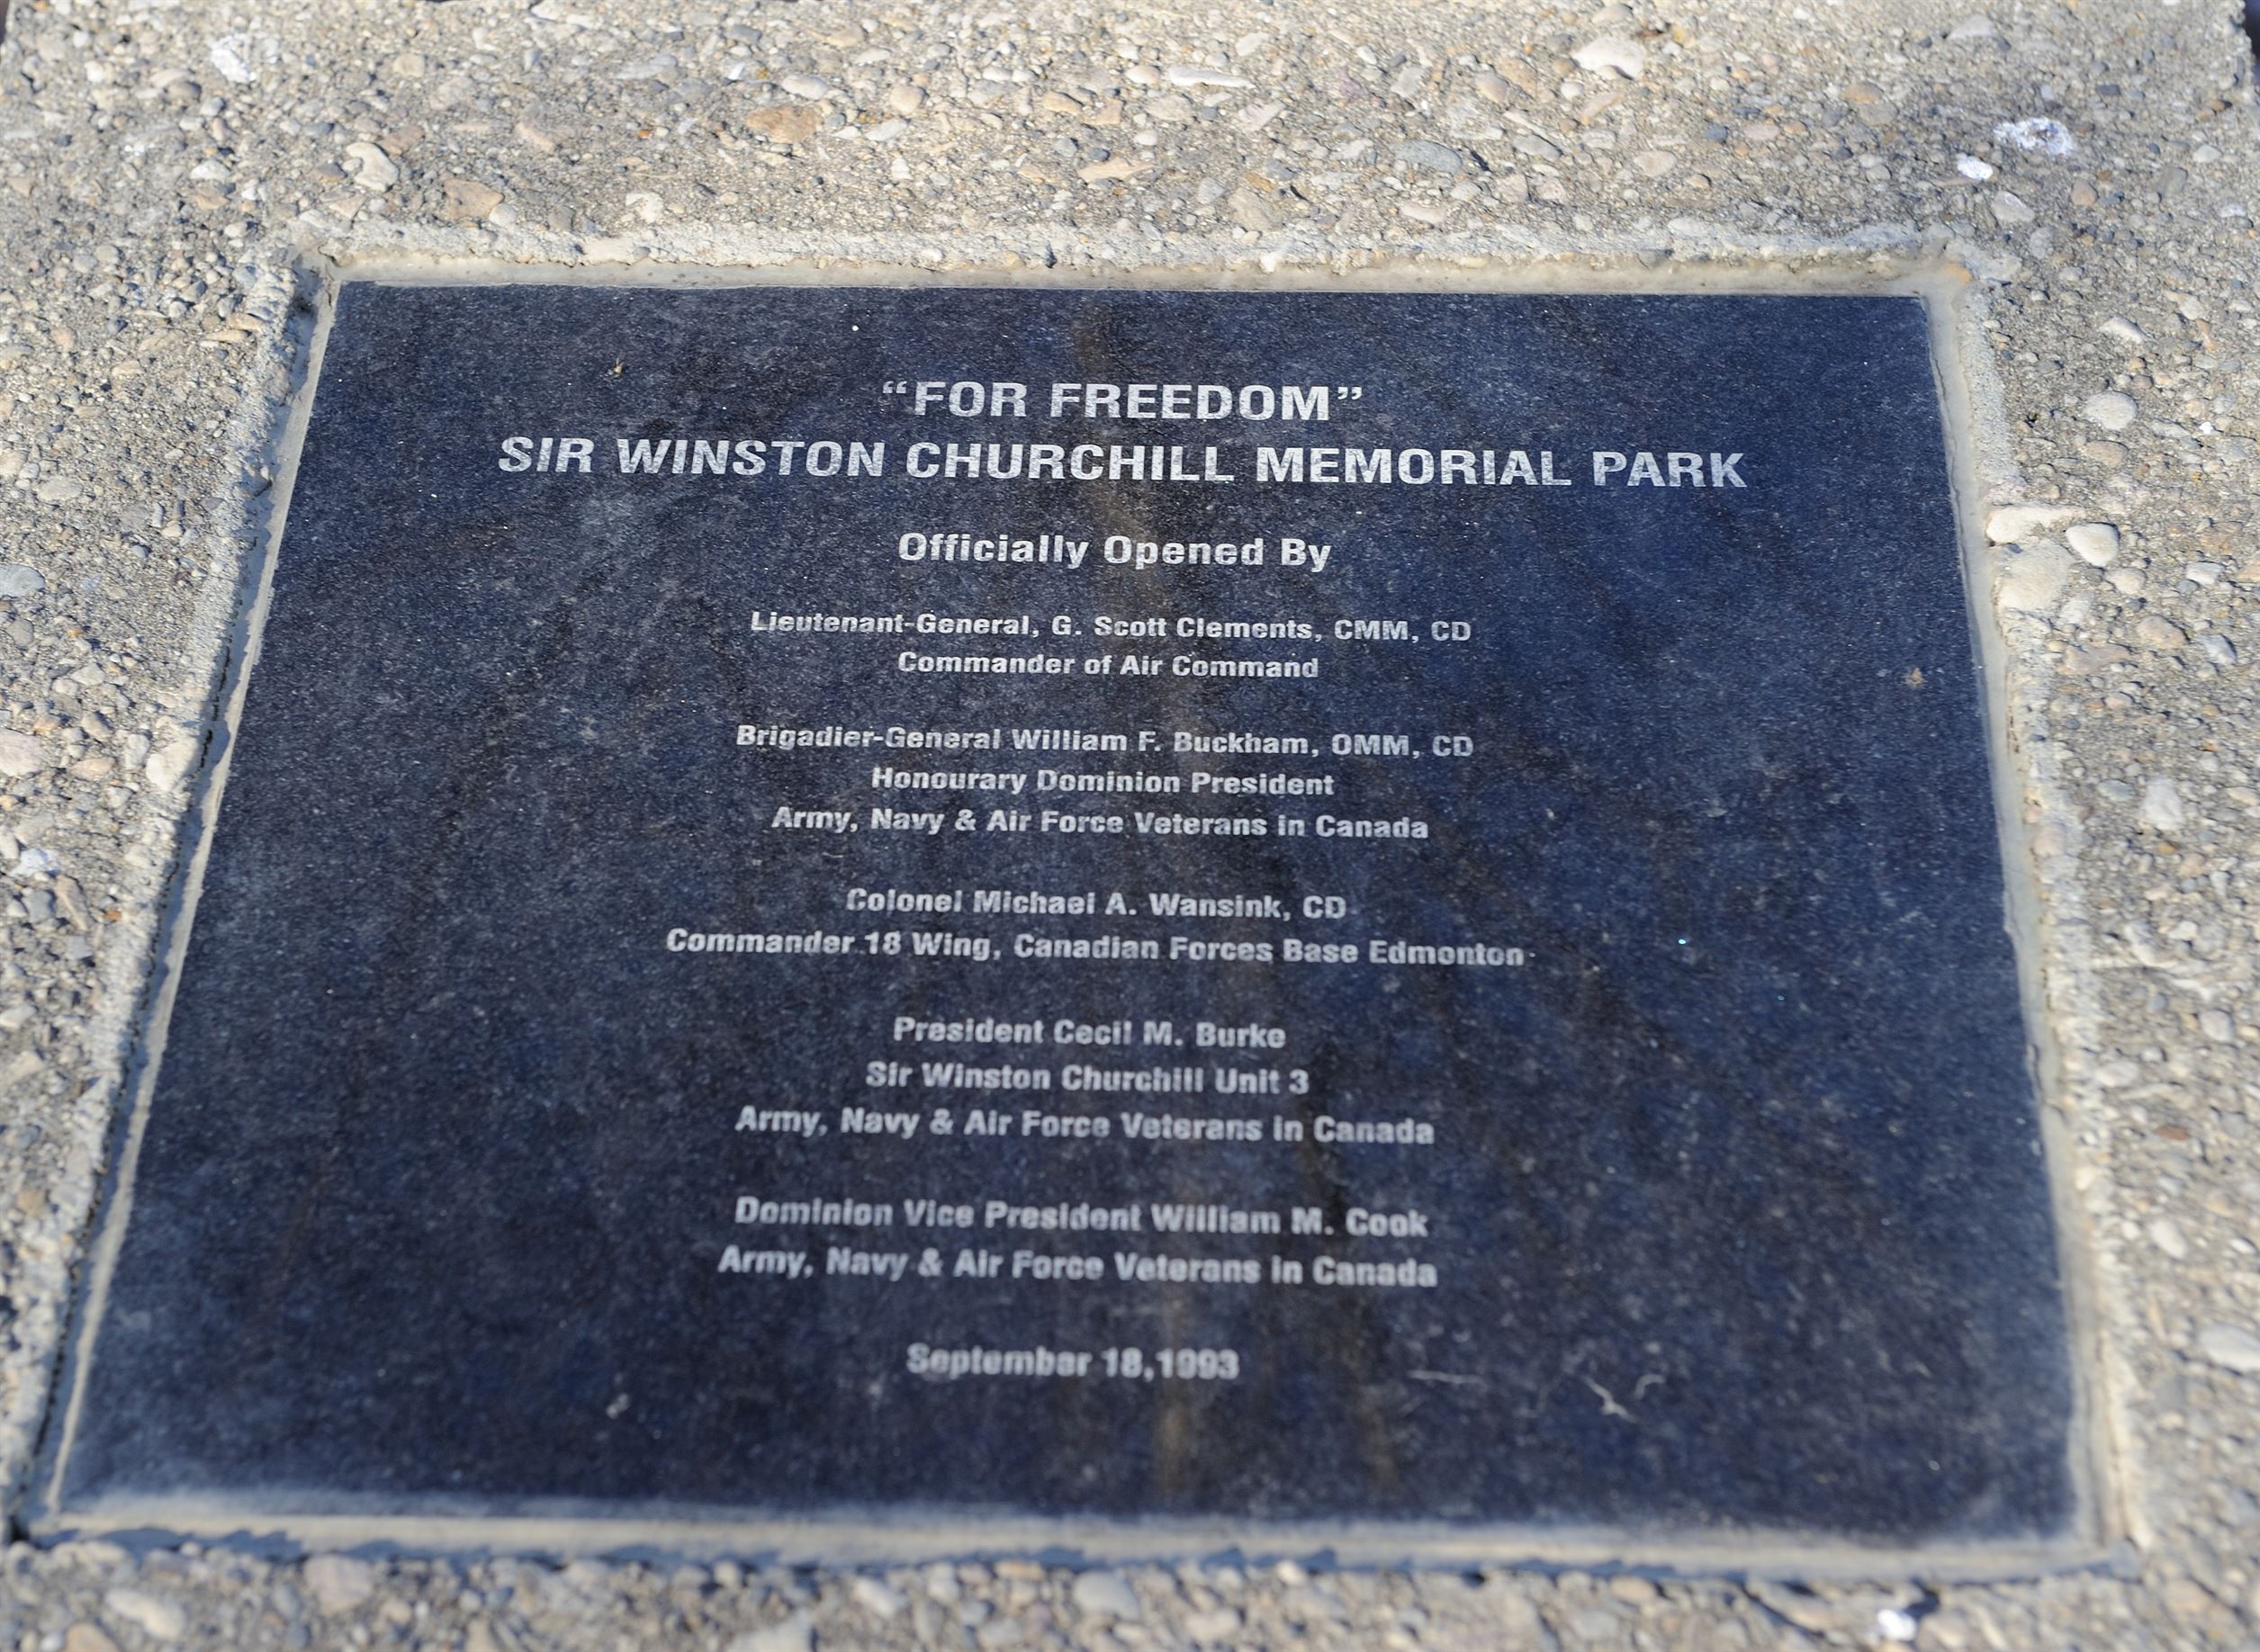 “FOR FREEDOM”
SIR WINSTON CHURCHILL MEMORIAL PARK
Officially Opened By
Lieutenant-General, G. Scott Clements, CMM, CD
Commander of Air Command
Brigadier-General William F. Buckham, OMM, CD
Honourary Dominion President
Army, Navy & Air Force Veterans in Canada
Colonel Michael A. Wansink, CD
Commander 18 Wing, Canadian Forces Base Edmonton
President Cecil M. Burke
Sir Winston Churchill Unit 3
Army, Navy & Air Force Veterans in Canada
Dominion Vice President William M. Cook
Army, Navy & Air Force Veterans in Canada
September 18,1993